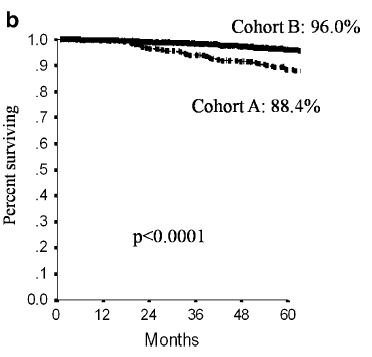 b
Cohort B: 96.0%
1.0
.9
Cohort A: 88.4%
.8
.7
.6
.5
.4
.3
p<0.0001
.2
.1
0.0
0 12 24 36 48 60
Months
Percent surviving